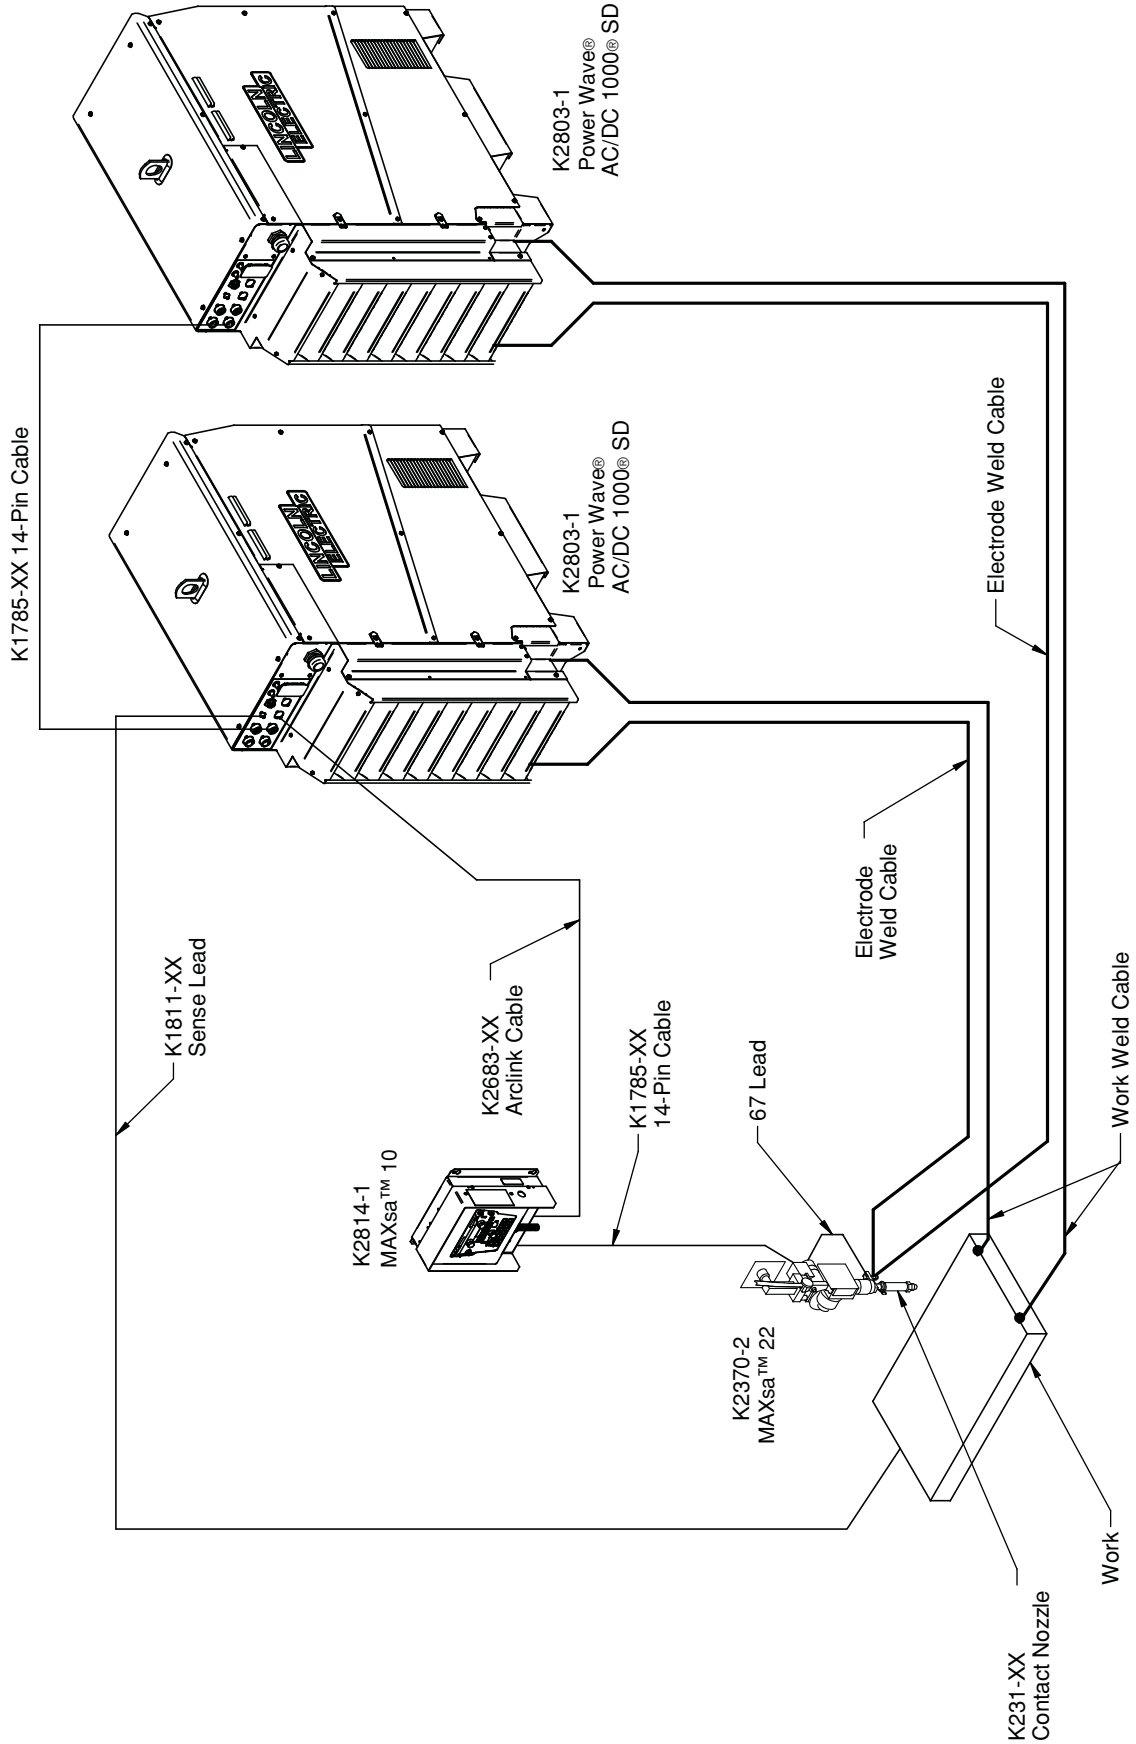 K1785-XX 14-Pin Cable
K1811-XX
Sense Lead
K2814-1
MAXsa™ 10
K2683-XX
Arclink Cable
K1785-XX
14-Pin Cable
K2370-2
MAXsa™ 22
67 Lead
Electrode
Weld Cable
Electrode Weld Cable
K231-XX
Contact Nozzle
Work
Work Weld Cable
LINCOLN
ELECTRIC
K2803-1
Power Wave®
AC/DC 1000® SD
LINCOLN
ELECTRIC
K2803-1
Power Wave®
AC/DC 1000® SD